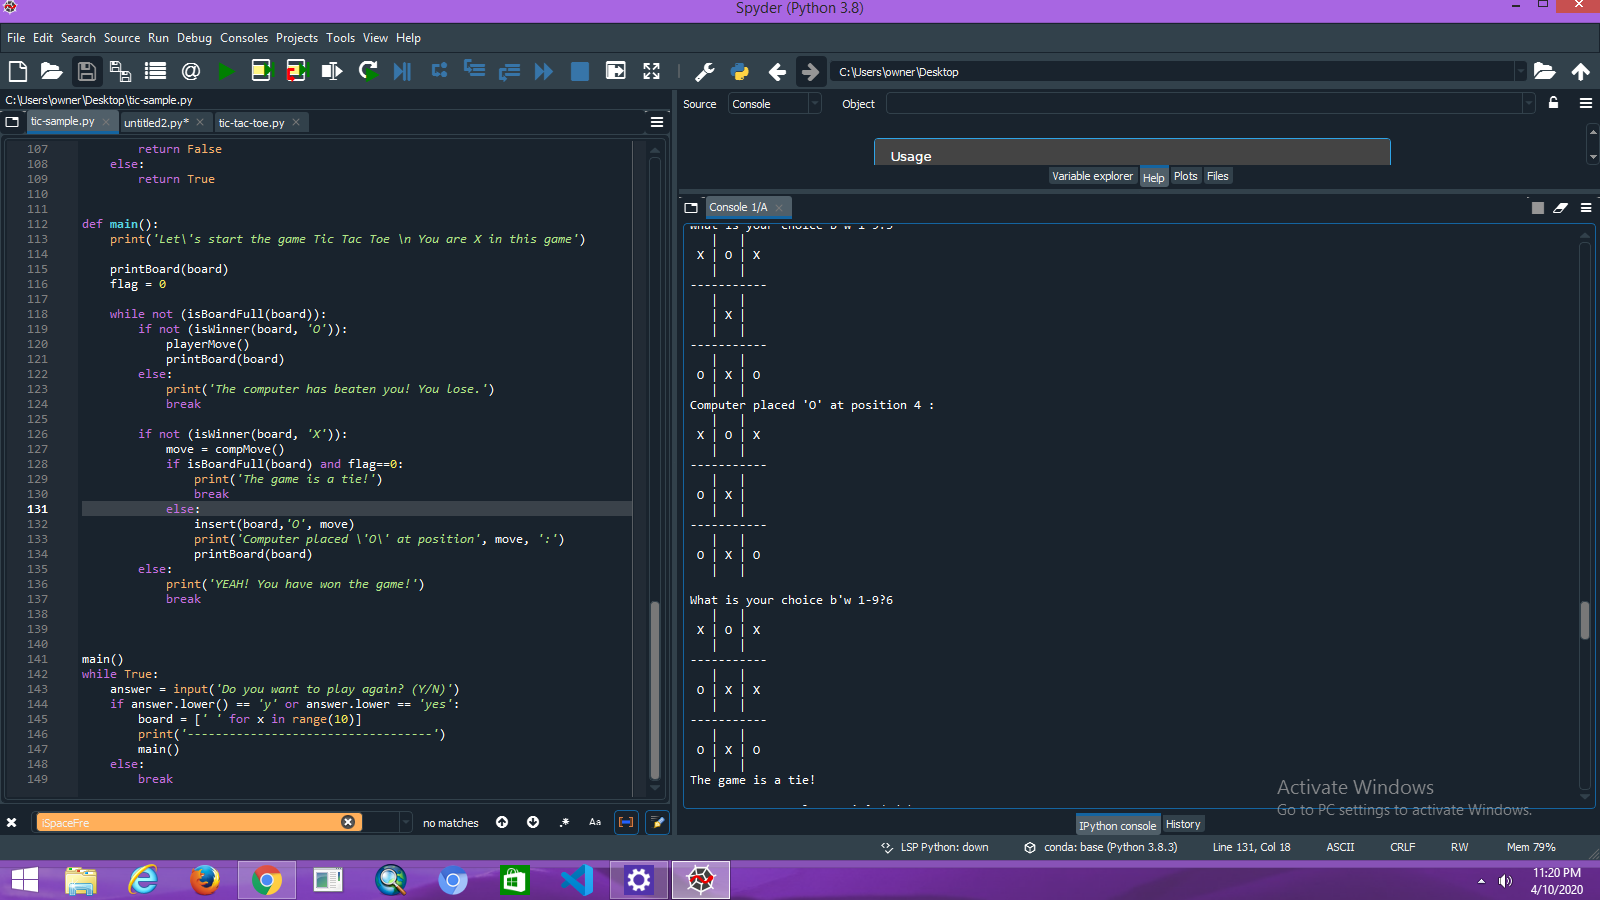 Spyder (Python 3.8)
File Edit Search Source Run Debug Consoles Projects Tools View Help
C:\Users\owner\Desktop
C:\Users\owner\Desktop\tic-sample.py
Source Console Object
tic-sample.py untitled2.py* tic-tac-toe.py
Usage
Variable explorer Help Plots Files
Console 1/A
107 return False
108 else:
109 return True
110
111
112 def main():
113 print('Let\'s start the game Tic Tac Toe \n You are X in this game')
114
115 printBoard(board)
116 flag = 0
117
118 while not (isBoardFull(board)):
119 if not (isWinner(board, 'O')):
120 playerMove()
121 printBoard(board)
122 else:
123 print('The computer has beaten you! You lose.')
124 break
125
126 if not (isWinner(board, 'X')):
127 move = compMove()
128 if isBoardFull(board) and flag==0:
129 print('The game is a tie!')
130 break
131 else:
132 insert(board,'O', move)
133 print('Computer placed \'O\' at position', move, ':')
134 printBoard(board)
135 else:
136 print('YEAH! You have won the game!')
137 break
138
139
140
141 main()
142 while True:
143 answer = input('Do you want to play again? (Y/N)')
144 if answer.lower() == 'y' or answer.lower == 'yes':
145 board = [' ' for x in range(10)]
146 print('-----------------------------------')
147 main()
148 else:
149 break
iSpaceFre
no matches
.*
Aa
What is your choice b'w 1-9?
| |
X | O | X
| |
-----------
| |
| X |
| |
-----------
| |
O | X | O
| |
Computer placed 'O' at position 4 :
| |
X | O | X
| |
-----------
| |
O | X |
| |
-----------
| |
O | X | O
| |
What is your choice b'w 1-9?6
| |
X | O | X
| |
-----------
| |
O | X | X
| |
-----------
| |
O | X | O
| |
The game is a tie!
Activate Windows
Go to PC settings to activate Windows.
IPython console History
LSP Python: down conda: base (Python 3.8.3) Line 131, Col 18 ASCII CRLF RW Mem 79%
11:20 PM
4/10/2020